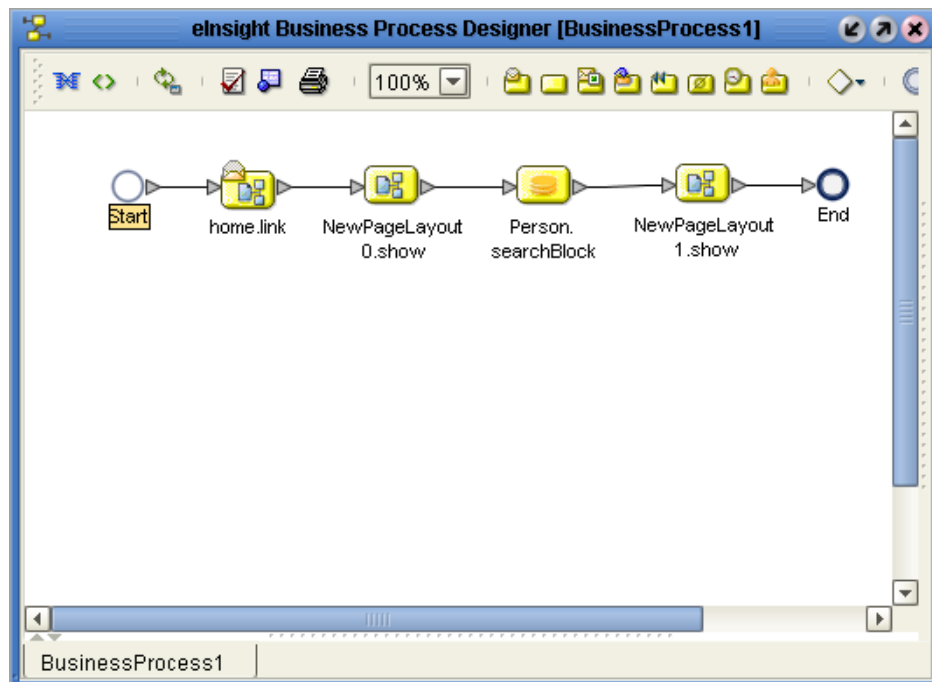 eInsight Business Process Designer [BusinessProcess1]
100%
Start
home.link
NewPageLayout
0.show
Person.
searchBlock
NewPageLayout
1.show
End
BusinessProcess1